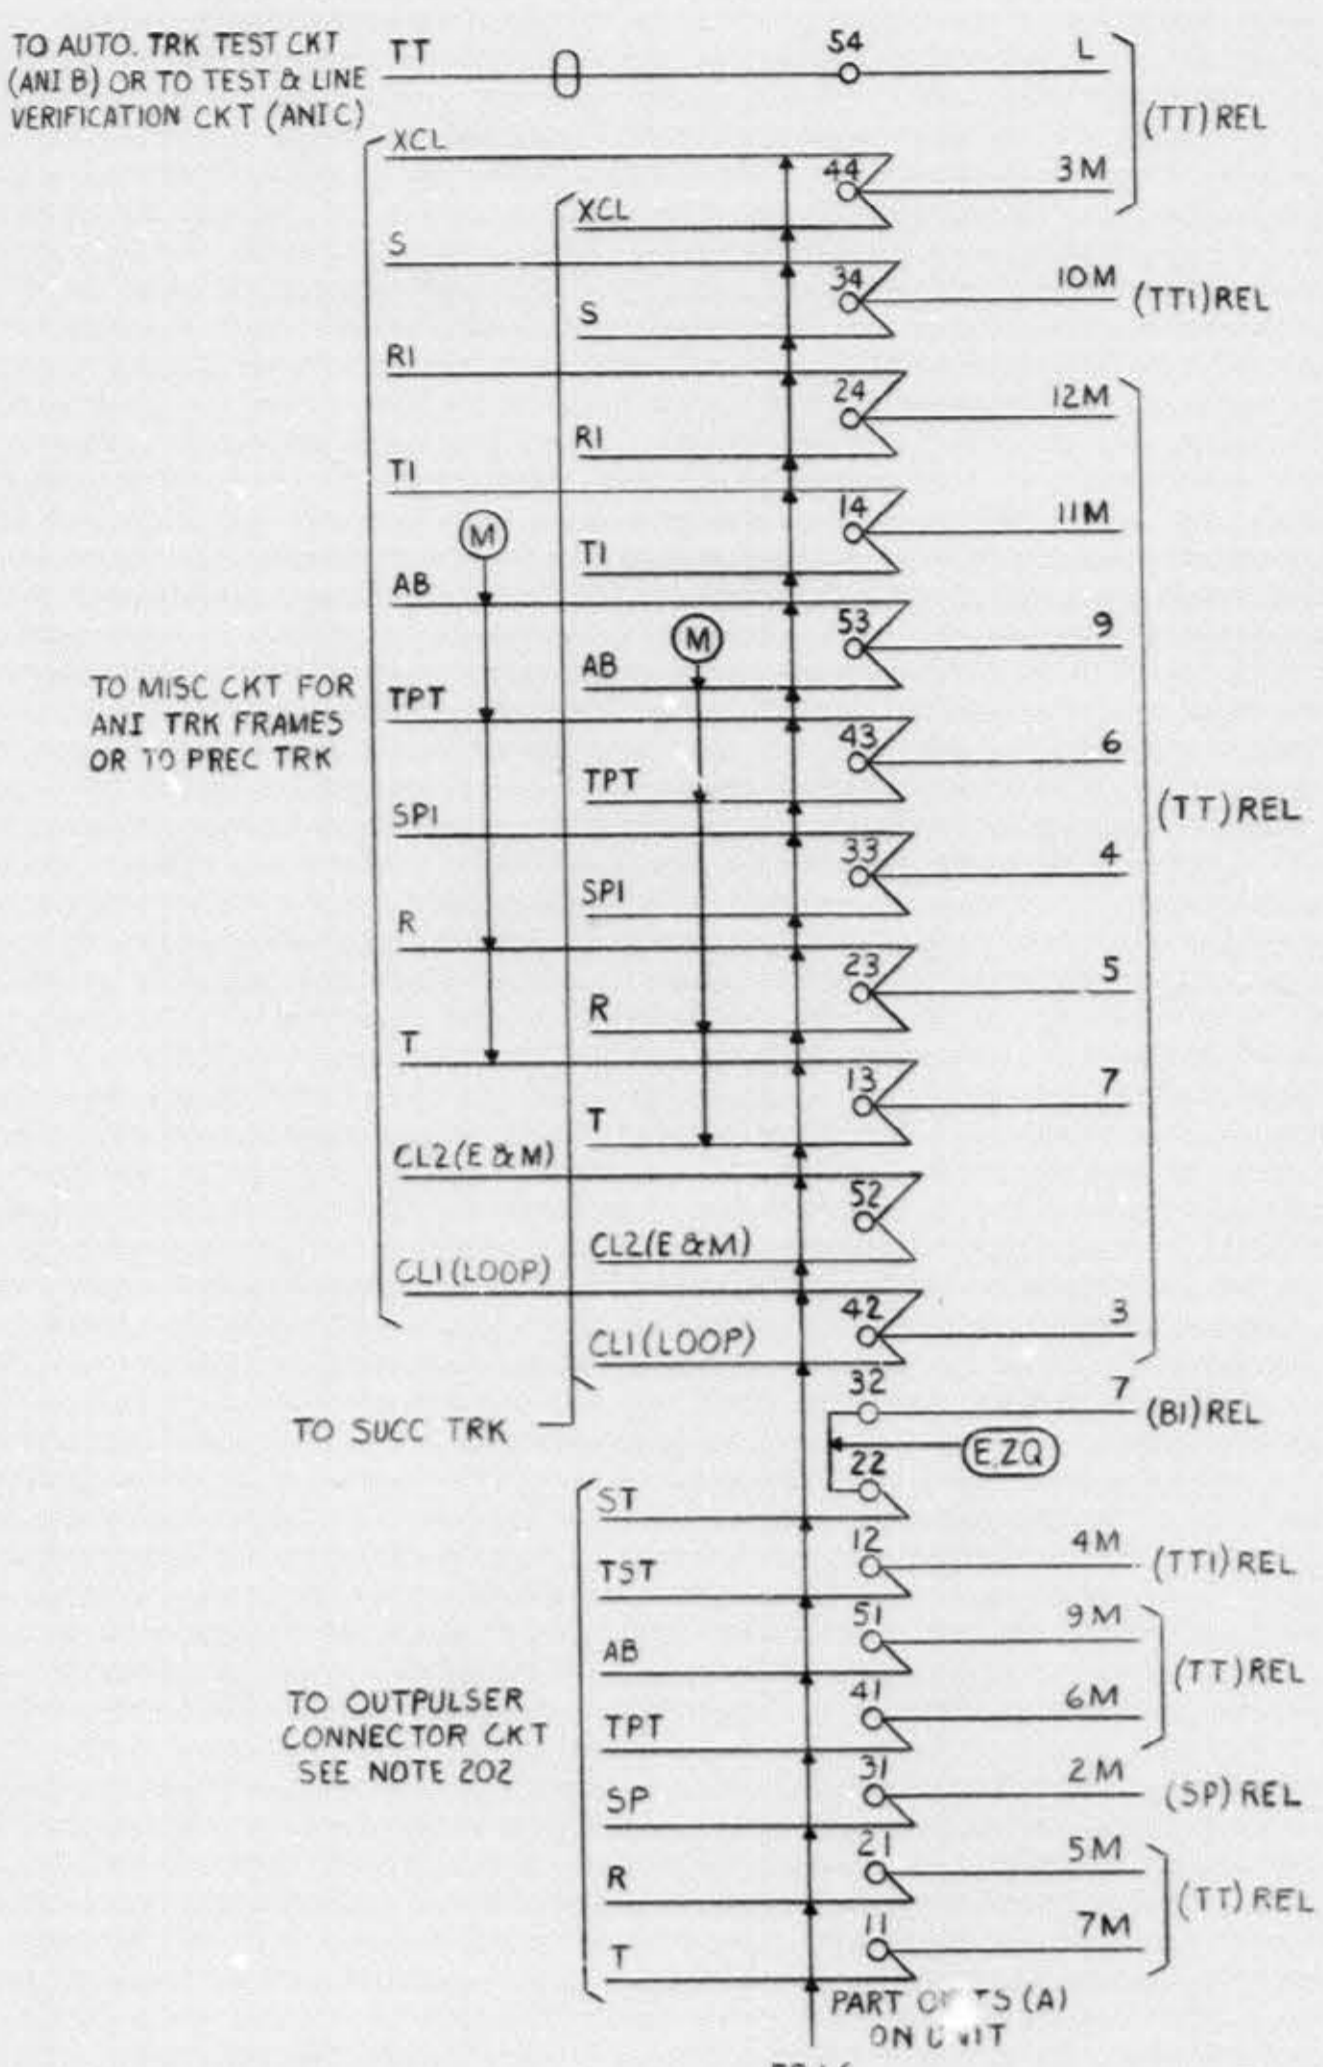 TO AUTO. TRK TEST CKT
(ANI B) OR TO TEST & LINE
VERIFICATION CKT (ANI C)
TT
54
L
(TT) REL
XCL
44
3M
XCL
S
34
10M
(TT1) REL
S
R1
24
12M
R1
T1
14
11M
T1
M
AB
53
9
M
AB
TO MISC CKT FOR
ANI TRK FRAMES
OR TO PREC TRK
TPT
43
6
TPT
(TT) REL
SP1
33
4
SP1
R
23
5
R
T
13
7
T
CL2 (E & M)
52
CL2 (E & M)
CL1 (LOOP)
42
3
CL1 (LOOP)
32
7
(B1) REL
TO SUCC TRK
E,ZQ
22
ST
12
4M
(TT1) REL
TST
51
9M
AB
(TT) REL
41
6M
TPT
TO OUTPULSER
CONNECTOR CKT
SEE NOTE 202
31
2M
(SP) REL
SP
21
5M
R
(TT) REL
11
7M
T
PART TS (A)
ON